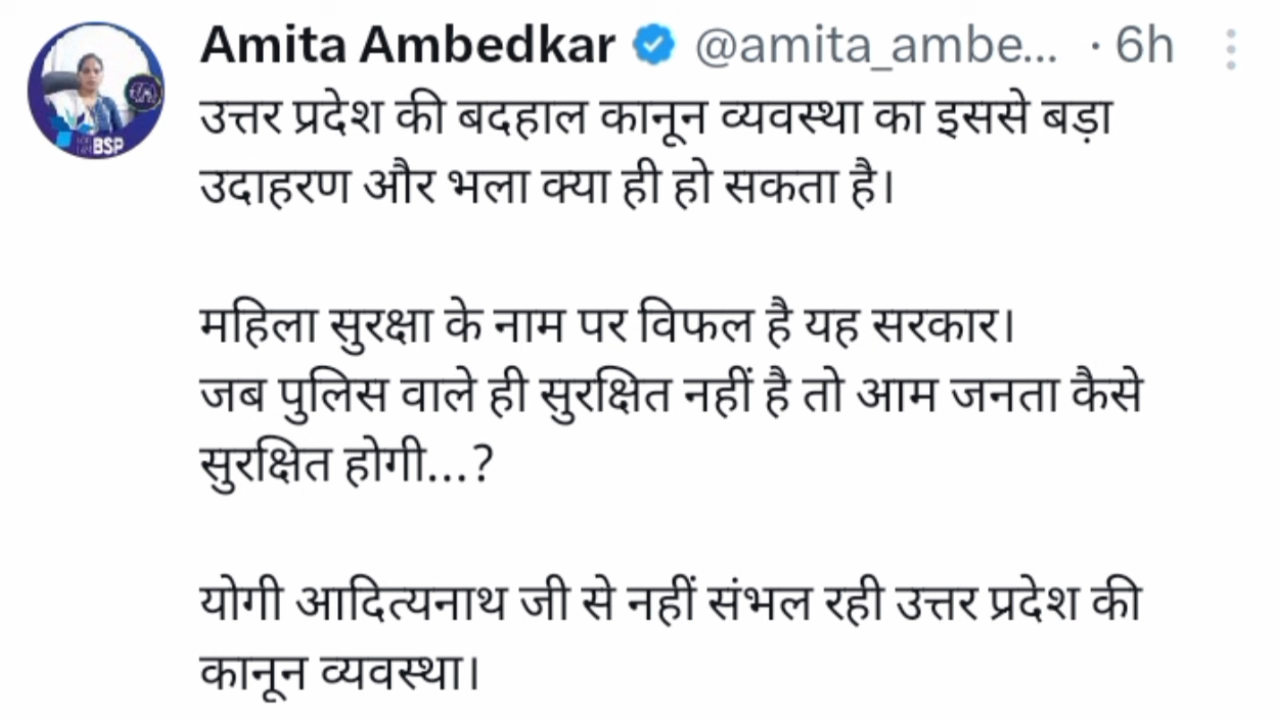 Amita Ambedkar @amita_ambe... · 6h
उत्तर प्रदेश की बदहाल कानून व्यवस्था का इससे बड़ा
उदाहरण और भला क्या ही हो सकता है।
महिला सुरक्षा के नाम पर विफल है यह सरकार।
जब पुलिस वाले ही सुरक्षित नहीं है तो आम जनता कैसे
सुरक्षित होगी...?
योगी आदित्यनाथ जी से नहीं संभल रही उत्तर प्रदेश की
कानून व्यवस्था।
BSP